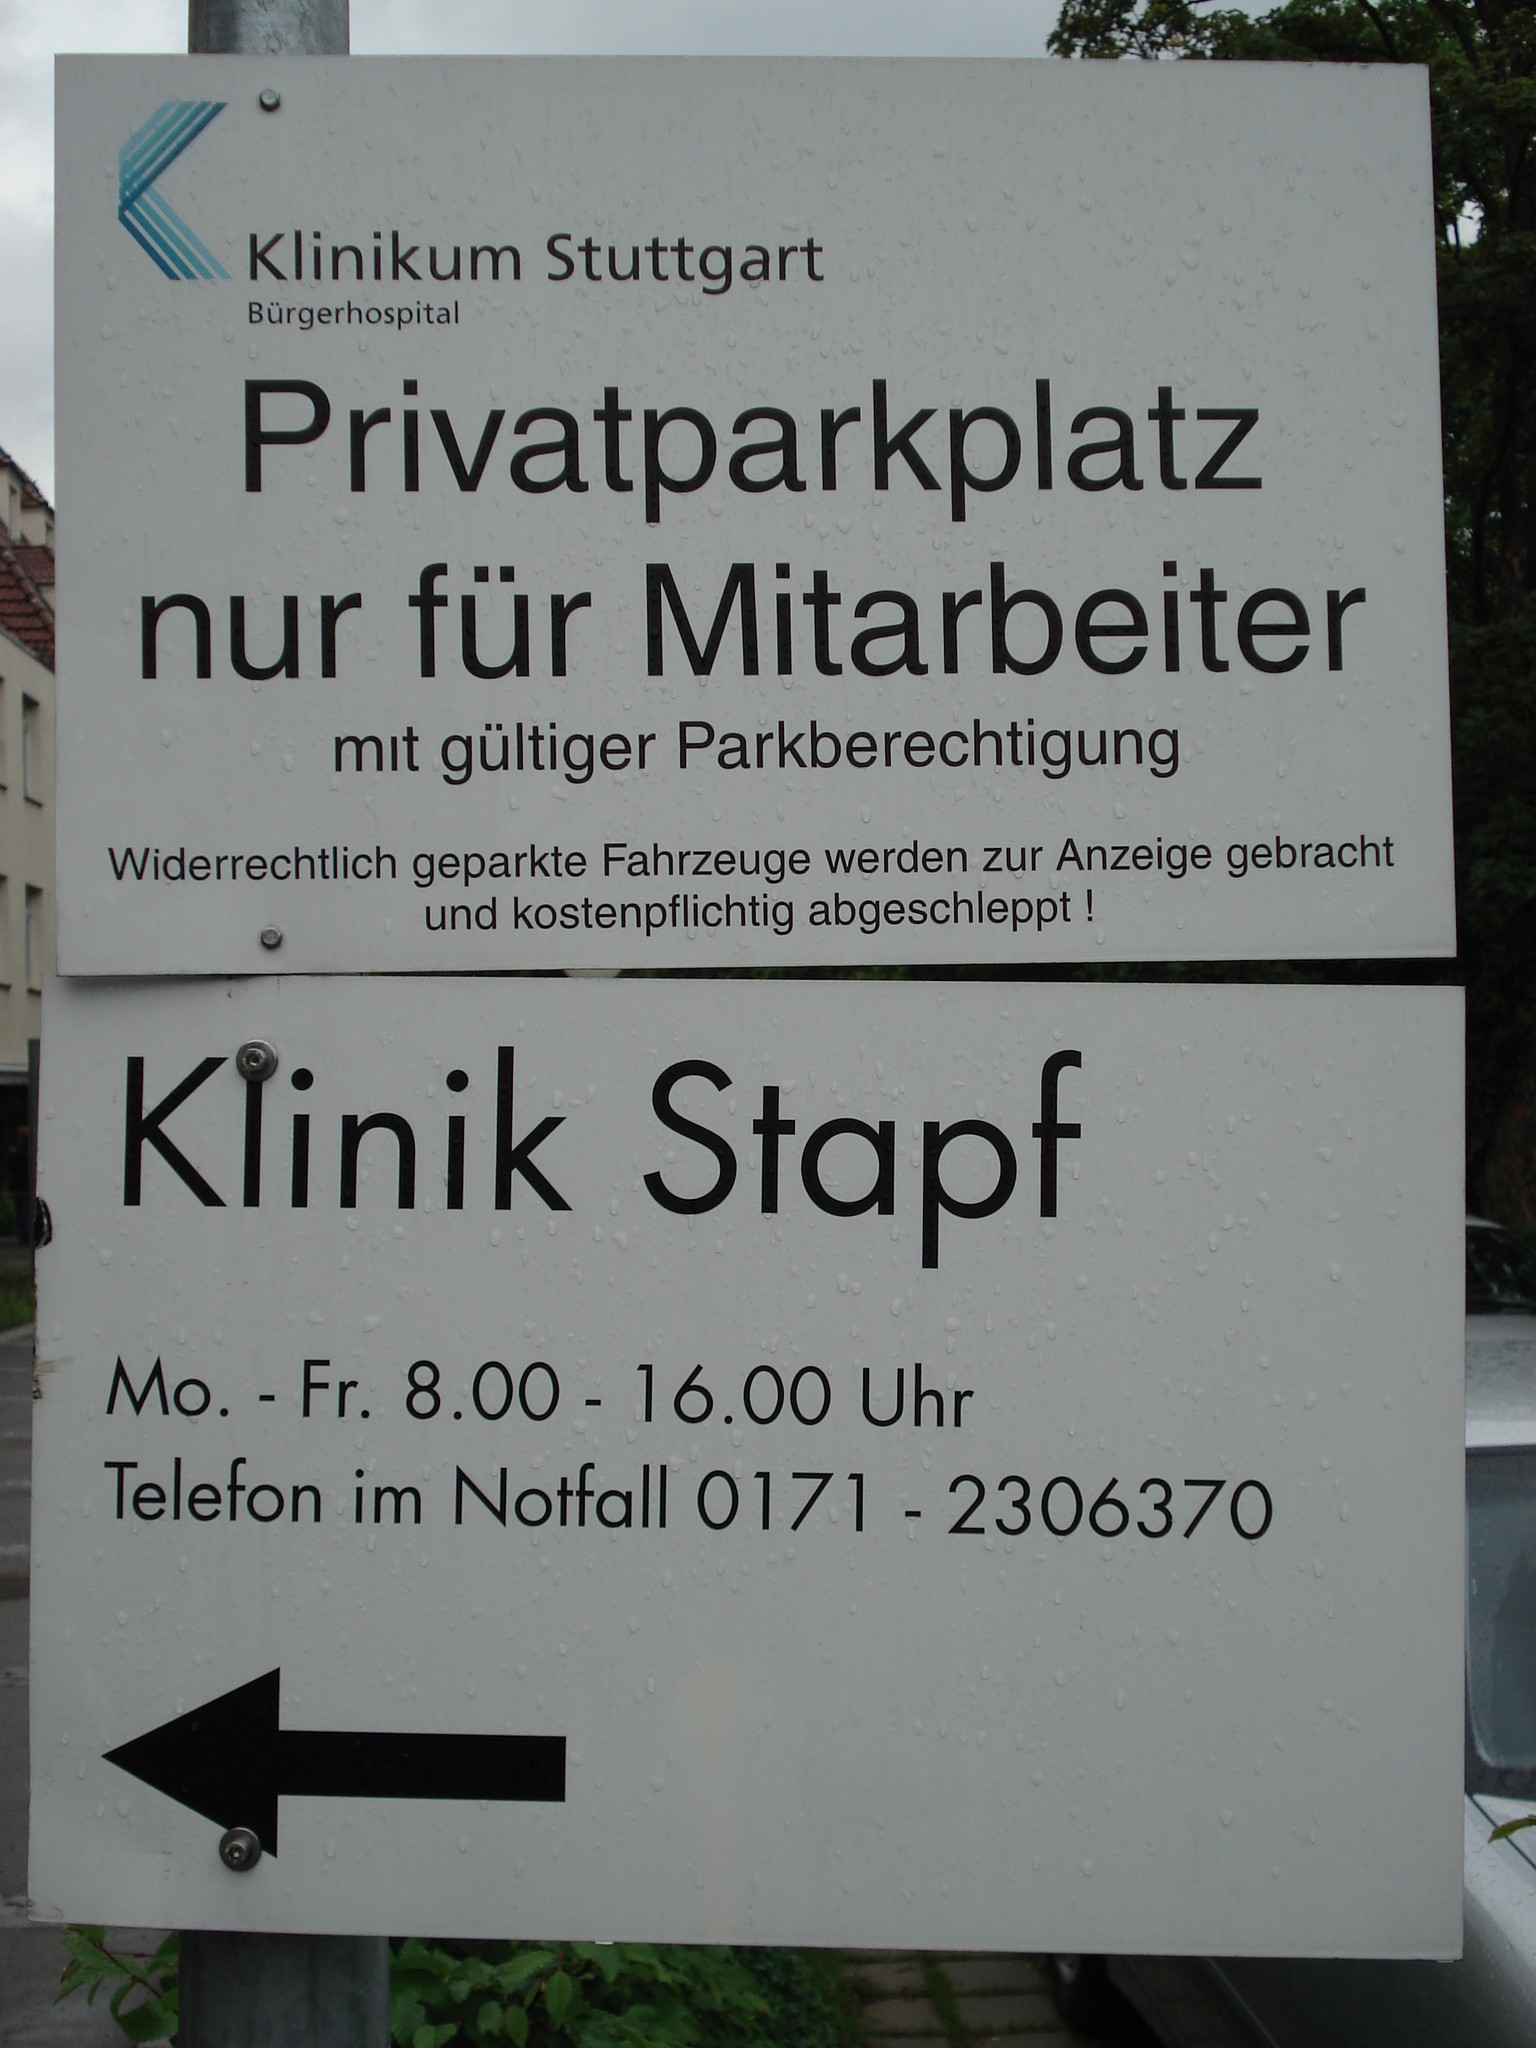 Klinikum Stuttgart
Bürgerhospital
Privatparkplatz
nur für Mitarbeiter
mit gültiger Parkberechtigung
Widerrechtlich geparkte Fahrzeuge werden zur Anzeige gebracht
und kostenpflichtig abgeschleppt !
Klinik Stapf
Mo. - Fr. 8.00 - 16.00 Uhr
Telefon im Notfall 0171 - 2306370